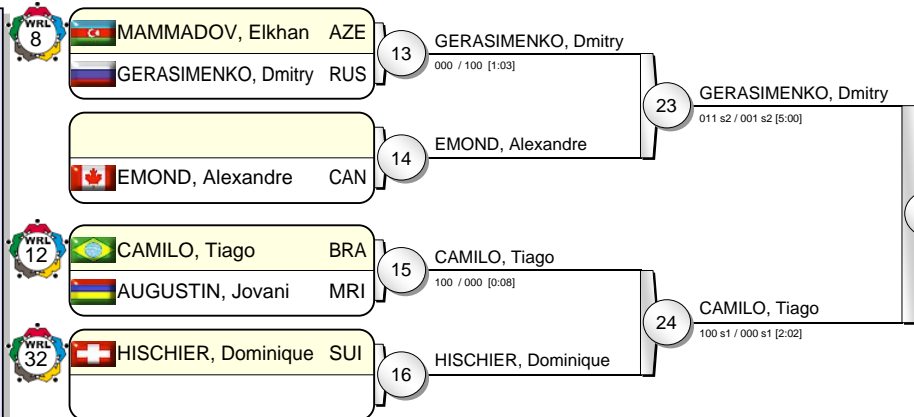 WRL
8
MAMMADOV, Elkhan AZE
GERASIMENKO, Dmitry RUS
13
GERASIMENKO, Dmitry
000 / 100 [1:03]
23
GERASIMENKO, Dmitry
011 s2 / 001 s2 [5:00]
EMOND, Alexandre CAN
14
EMOND, Alexandre
WRL
12
CAMILO, Tiago BRA
AUGUSTIN, Jovani MRI
15
CAMILO, Tiago
100 / 000 [0:08]
24
CAMILO, Tiago
100 s1 / 000 s1 [2:02]
WRL
32
HISCHIER, Dominique SUI
16
HISCHIER, Dominique